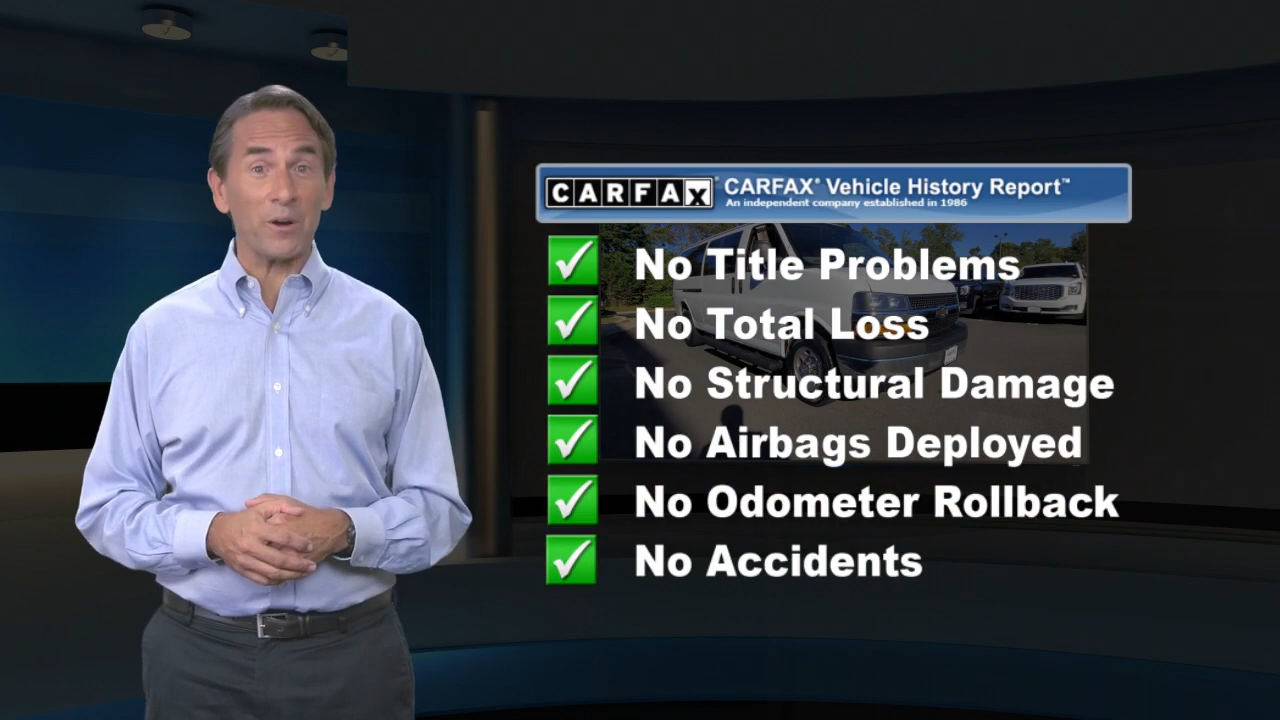 CARFAX
CARFAX® Vehicle History Report™
An independent company established in 1986
No Title Problems
No Total Loss
No Structural Damage
No Airbags Deployed
No Odometer Rollback
No Accidents